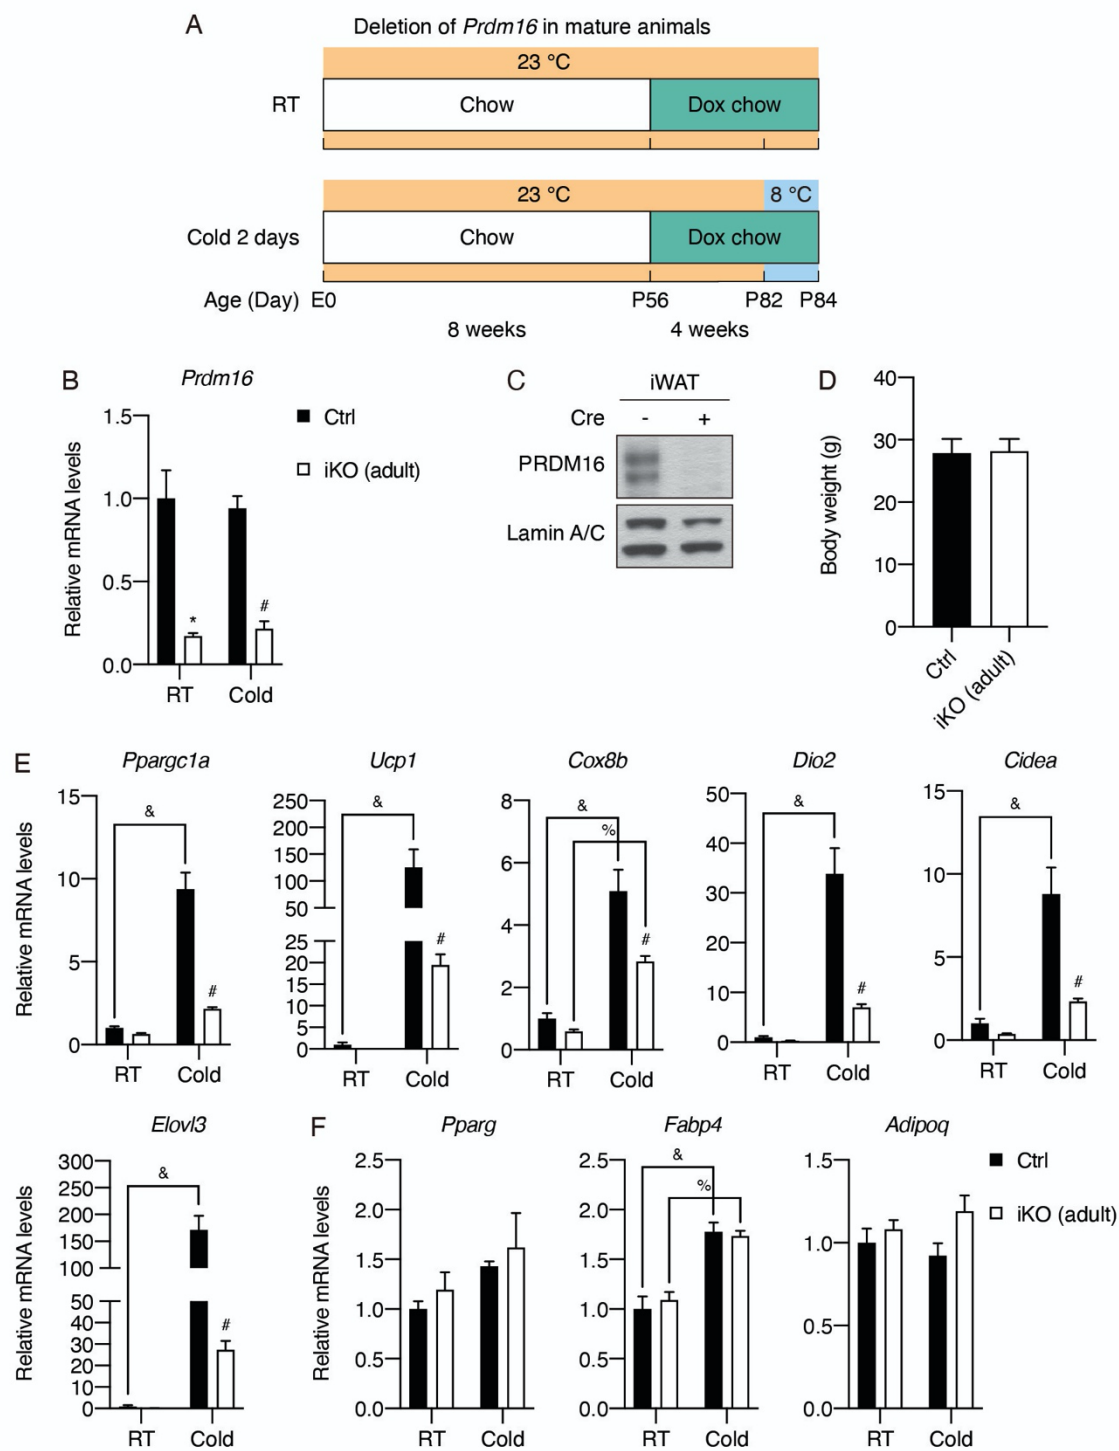 A
Deletion of Prdm16 in mature animals
23 °C
RT
Chow
Dox chow
23 °C
8 °C
Cold 2 days
Chow
Dox chow
Age (Day)
E0
P56
P82
P84
8 weeks
4 weeks
B
Prdm16
Relative mRNA levels
1.5
1.0
0.5
0.0
*
#
RT
Cold
Ctrl
iKO (adult)
C
iWAT
Cre
-
+
PRDM16
Lamin A/C
D
Body weight (g)
40
30
20
10
0
Ctrl
iKO (adult)
E
Ppargc1a
Relative mRNA levels
15
10
5
0
&
#
RT
Cold
Ucp1
250
200
150
100
50
25
20
15
10
5
0
&
#
RT
Cold
Cox8b
8
6
4
2
0
&
%
#
RT
Cold
Dio2
50
40
30
20
10
0
&
#
RT
Cold
Cidea
15
10
5
0
&
#
RT
Cold
Elovl3
Relative mRNA levels
300
250
200
150
100
50
40
30
20
10
0
&
#
RT
Cold
F
Pparg
Relative mRNA levels
2.5
2.0
1.5
1.0
0.5
0.0
RT
Cold
Fabp4
2.5
2.0
1.5
1.0
0.5
0.0
&
%
RT
Cold
Adipoq
1.5
1.0
0.5
0.0
RT
Cold
Ctrl
iKO (adult)